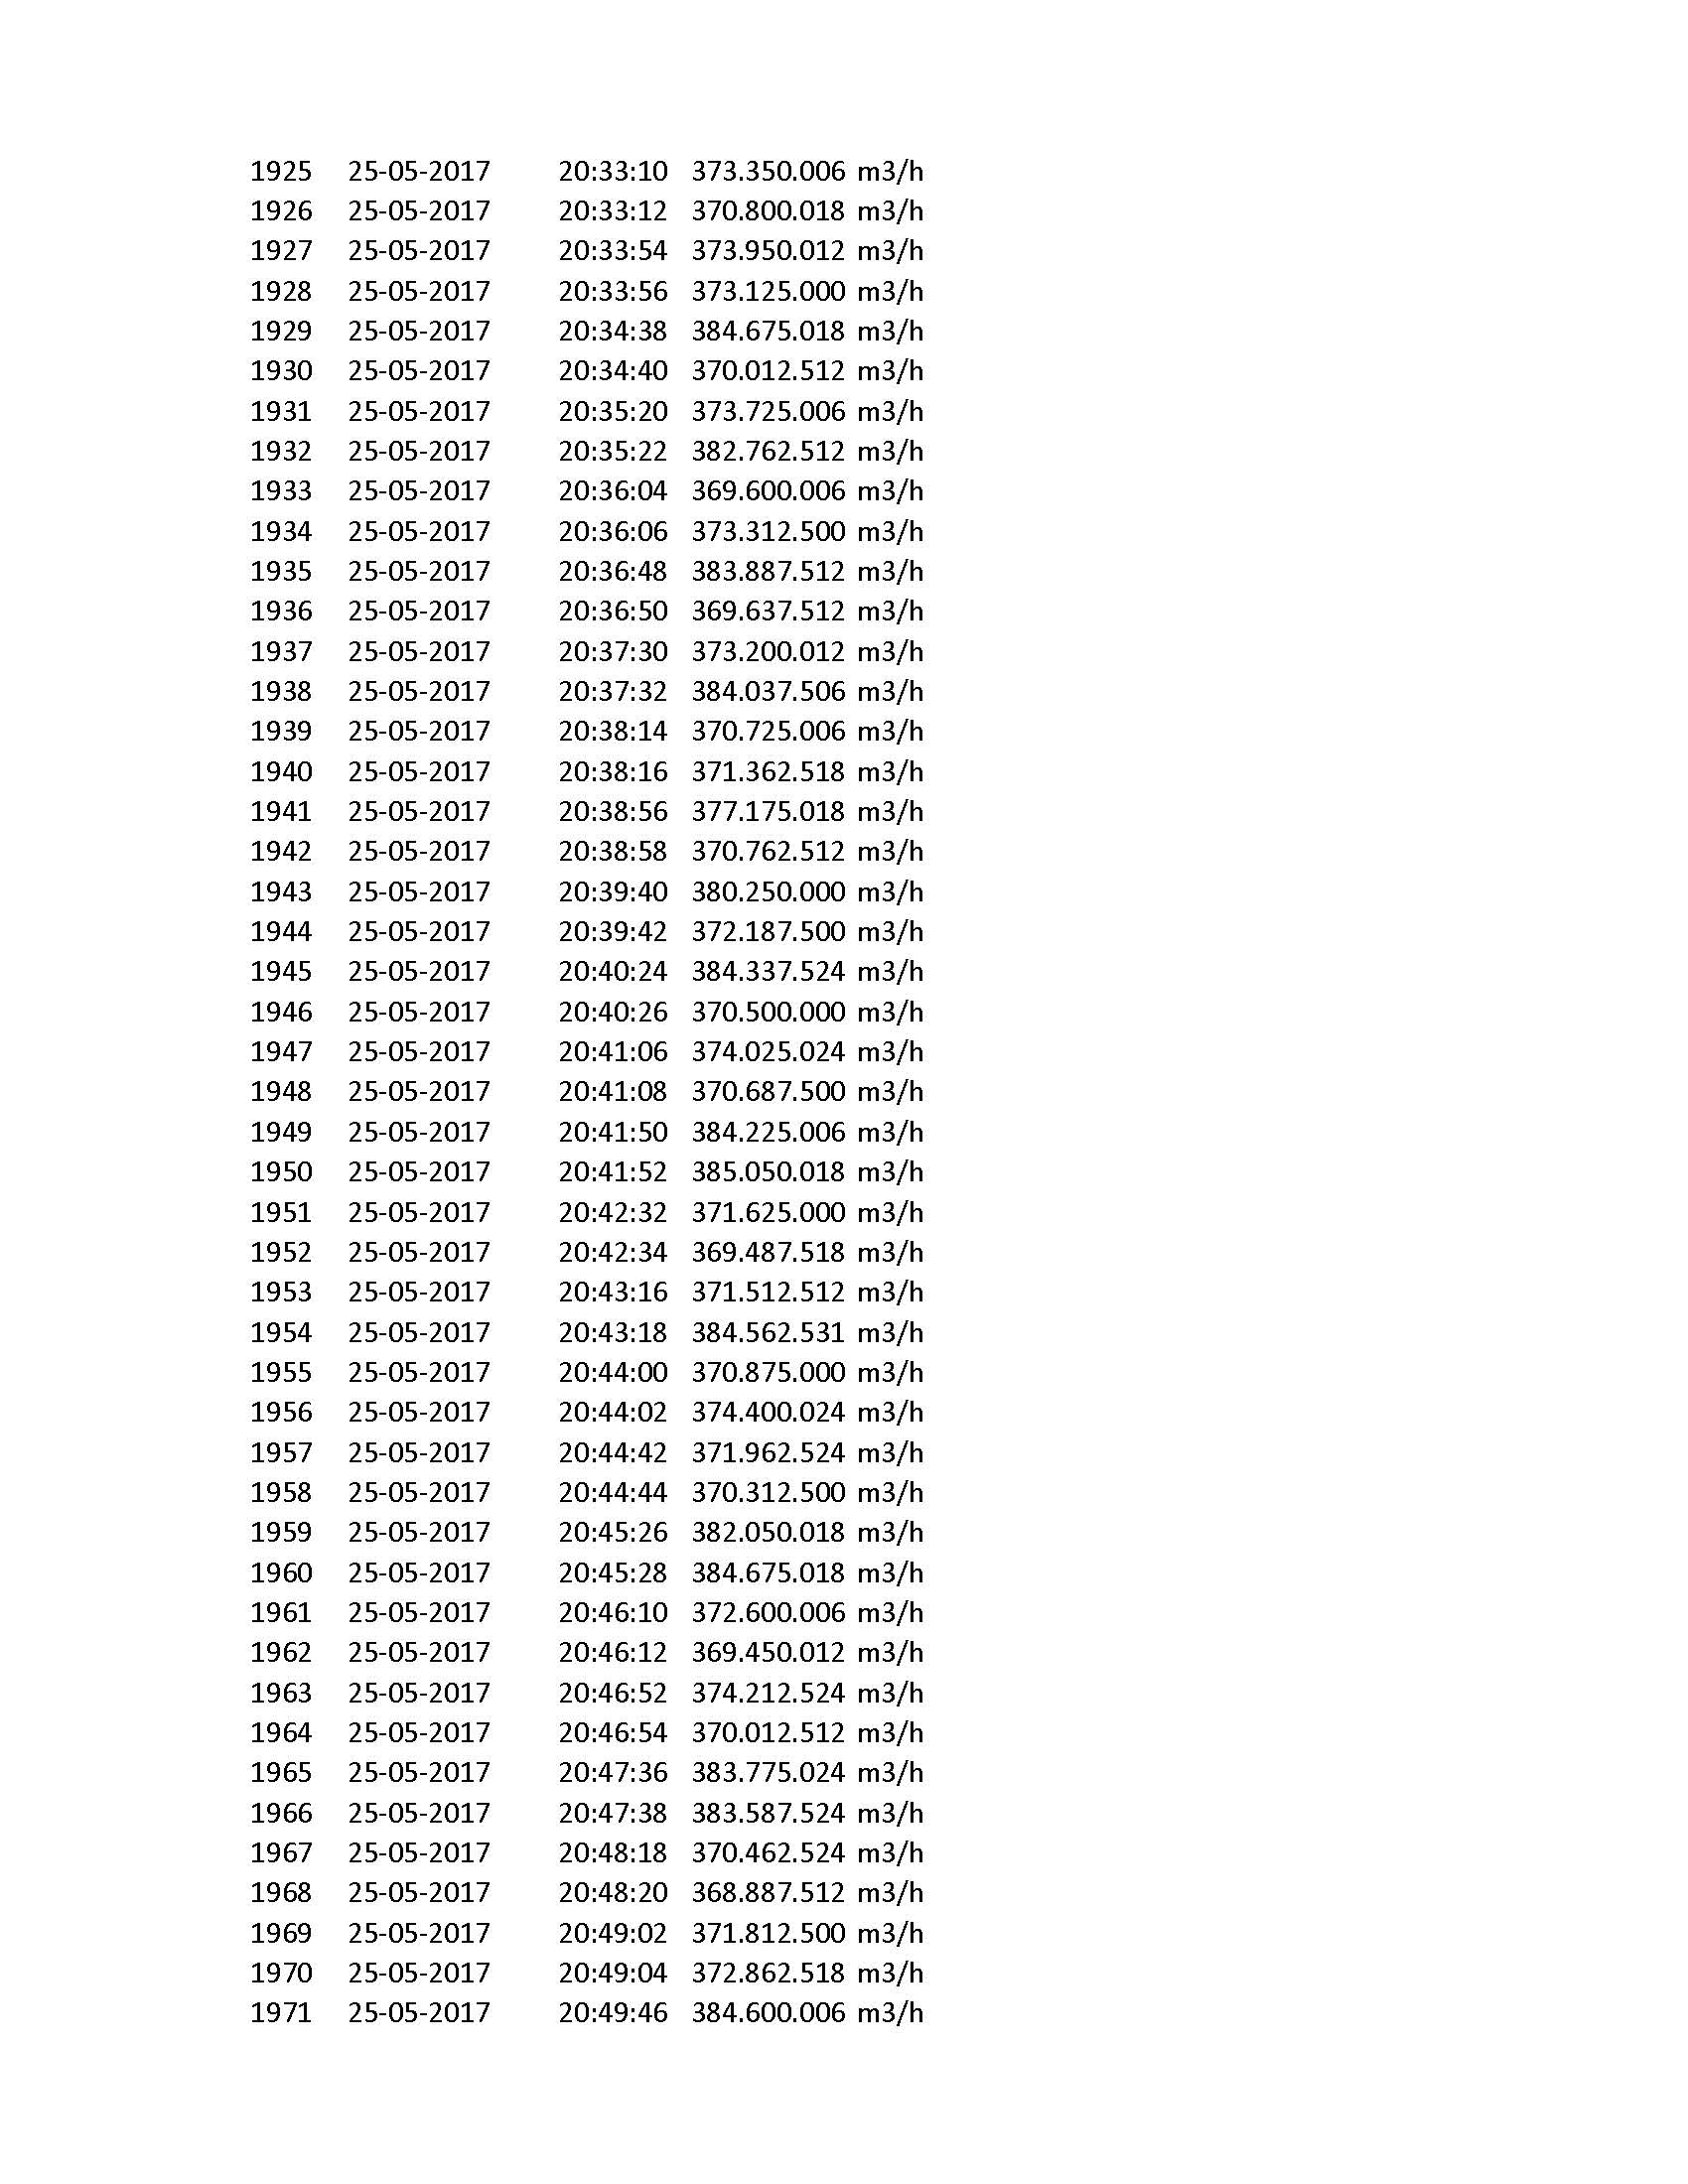 1925 25-05-2017 20:33:10 373.350.006 m3/h
1926 25-05-2017 20:33:12 370.800.018 m3/h
1927 25-05-2017 20:33:54 373.950.012 m3/h
1928 25-05-2017 20:33:56 373.125.000 m3/h
1929 25-05-2017 20:34:38 384.675.018 m3/h
1930 25-05-2017 20:34:40 370.012.512 m3/h
1931 25-05-2017 20:35:20 373.725.006 m3/h
1932 25-05-2017 20:35:22 382.762.512 m3/h
1933 25-05-2017 20:36:04 369.600.006 m3/h
1934 25-05-2017 20:36:06 373.312.500 m3/h
1935 25-05-2017 20:36:48 383.887.512 m3/h
1936 25-05-2017 20:36:50 369.637.512 m3/h
1937 25-05-2017 20:37:30 373.200.012 m3/h
1938 25-05-2017 20:37:32 384.037.506 m3/h
1939 25-05-2017 20:38:14 370.725.006 m3/h
1940 25-05-2017 20:38:16 371.362.518 m3/h
1941 25-05-2017 20:38:56 377.175.018 m3/h
1942 25-05-2017 20:38:58 370.762.512 m3/h
1943 25-05-2017 20:39:40 380.250.000 m3/h
1944 25-05-2017 20:39:42 372.187.500 m3/h
1945 25-05-2017 20:40:24 384.337.524 m3/h
1946 25-05-2017 20:40:26 370.500.000 m3/h
1947 25-05-2017 20:41:06 374.025.024 m3/h
1948 25-05-2017 20:41:08 370.687.500 m3/h
1949 25-05-2017 20:41:50 384.225.006 m3/h
1950 25-05-2017 20:41:52 385.050.018 m3/h
1951 25-05-2017 20:42:32 371.625.000 m3/h
1952 25-05-2017 20:42:34 369.487.518 m3/h
1953 25-05-2017 20:43:16 371.512.512 m3/h
1954 25-05-2017 20:43:18 384.562.531 m3/h
1955 25-05-2017 20:44:00 370.875.000 m3/h
1956 25-05-2017 20:44:02 374.400.024 m3/h
1957 25-05-2017 20:44:42 371.962.524 m3/h
1958 25-05-2017 20:44:44 370.312.500 m3/h
1959 25-05-2017 20:45:26 382.050.018 m3/h
1960 25-05-2017 20:45:28 384.675.018 m3/h
1961 25-05-2017 20:46:10 372.600.006 m3/h
1962 25-05-2017 20:46:12 369.450.012 m3/h
1963 25-05-2017 20:46:52 374.212.524 m3/h
1964 25-05-2017 20:46:54 370.012.512 m3/h
1965 25-05-2017 20:47:36 383.775.024 m3/h
1966 25-05-2017 20:47:38 383.587.524 m3/h
1967 25-05-2017 20:48:18 370.462.524 m3/h
1968 25-05-2017 20:48:20 368.887.512 m3/h
1969 25-05-2017 20:49:02 371.812.500 m3/h
1970 25-05-2017 20:49:04 372.862.518 m3/h
1971 25-05-2017 20:49:46 384.600.006 m3/h